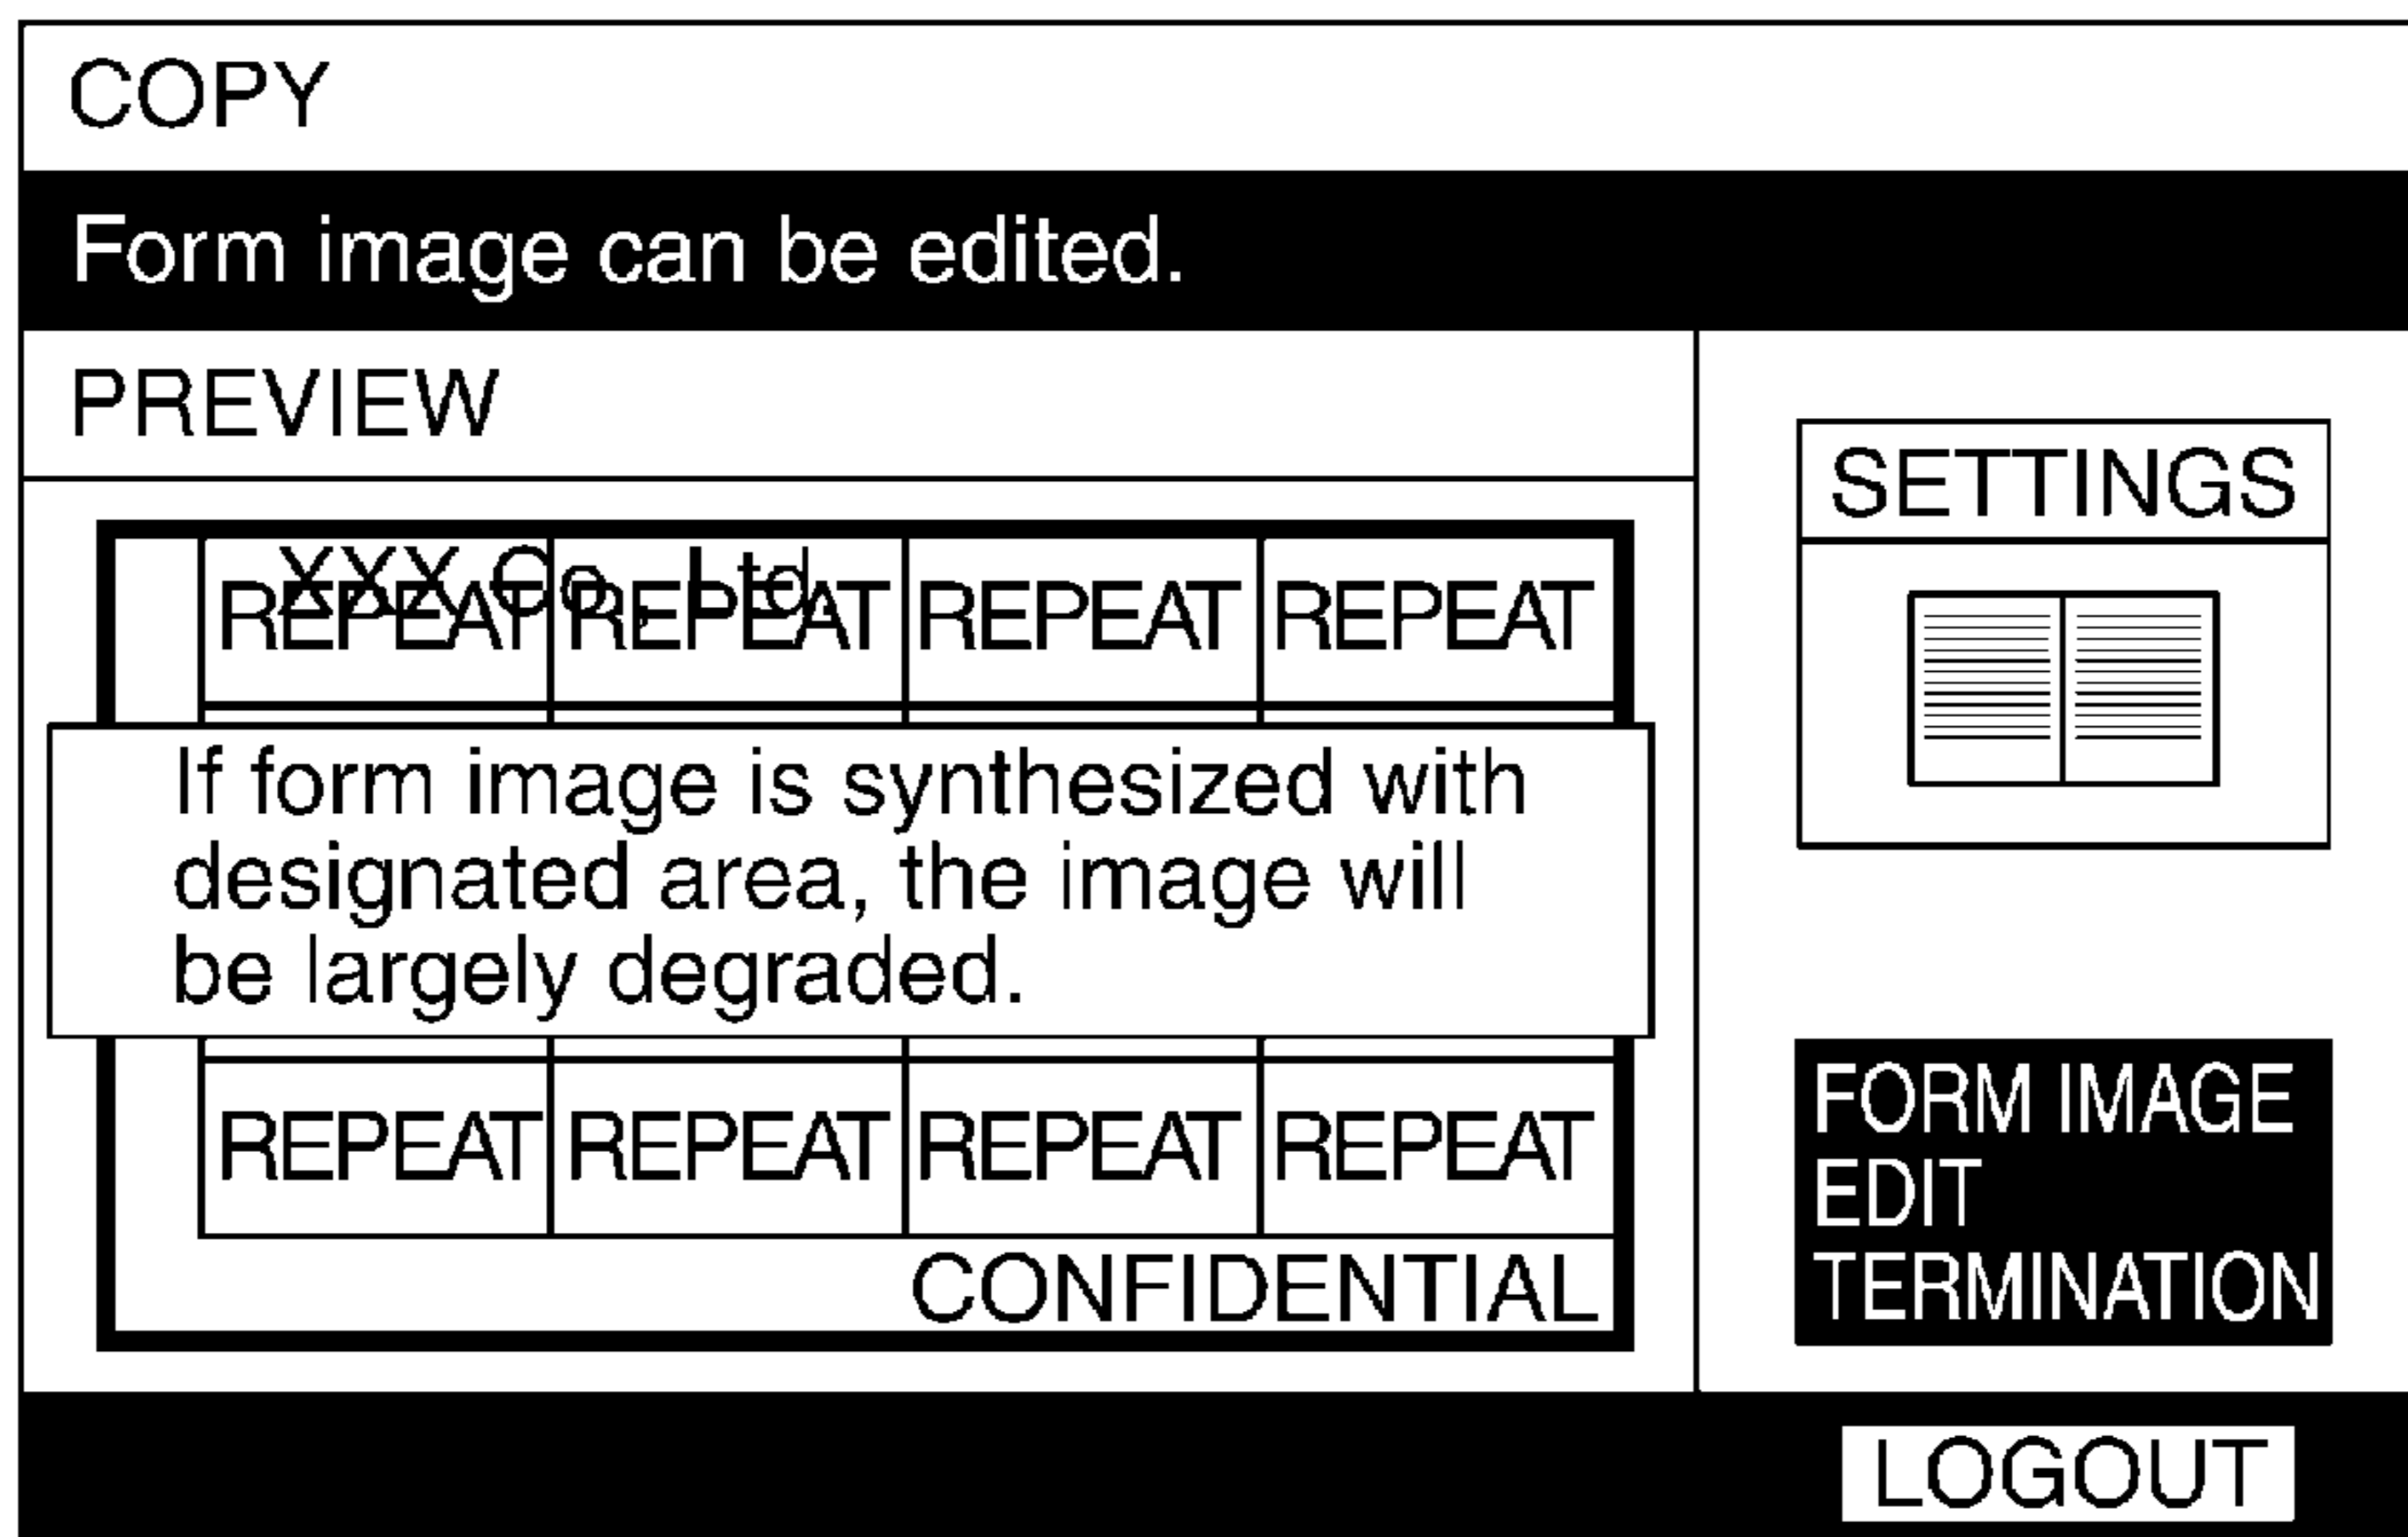 COPY
Form image can be edited.
PREVIEW
SETTINGS
XXX Co., Ltd.
REPEAT REPEAT REPEAT REPEAT
If form image is synthesized with
designated area, the image will
be largely degraded.
REPEAT REPEAT REPEAT REPEAT
CONFIDENTIAL
FORM IMAGE
EDIT
TERMINATION
LOGOUT